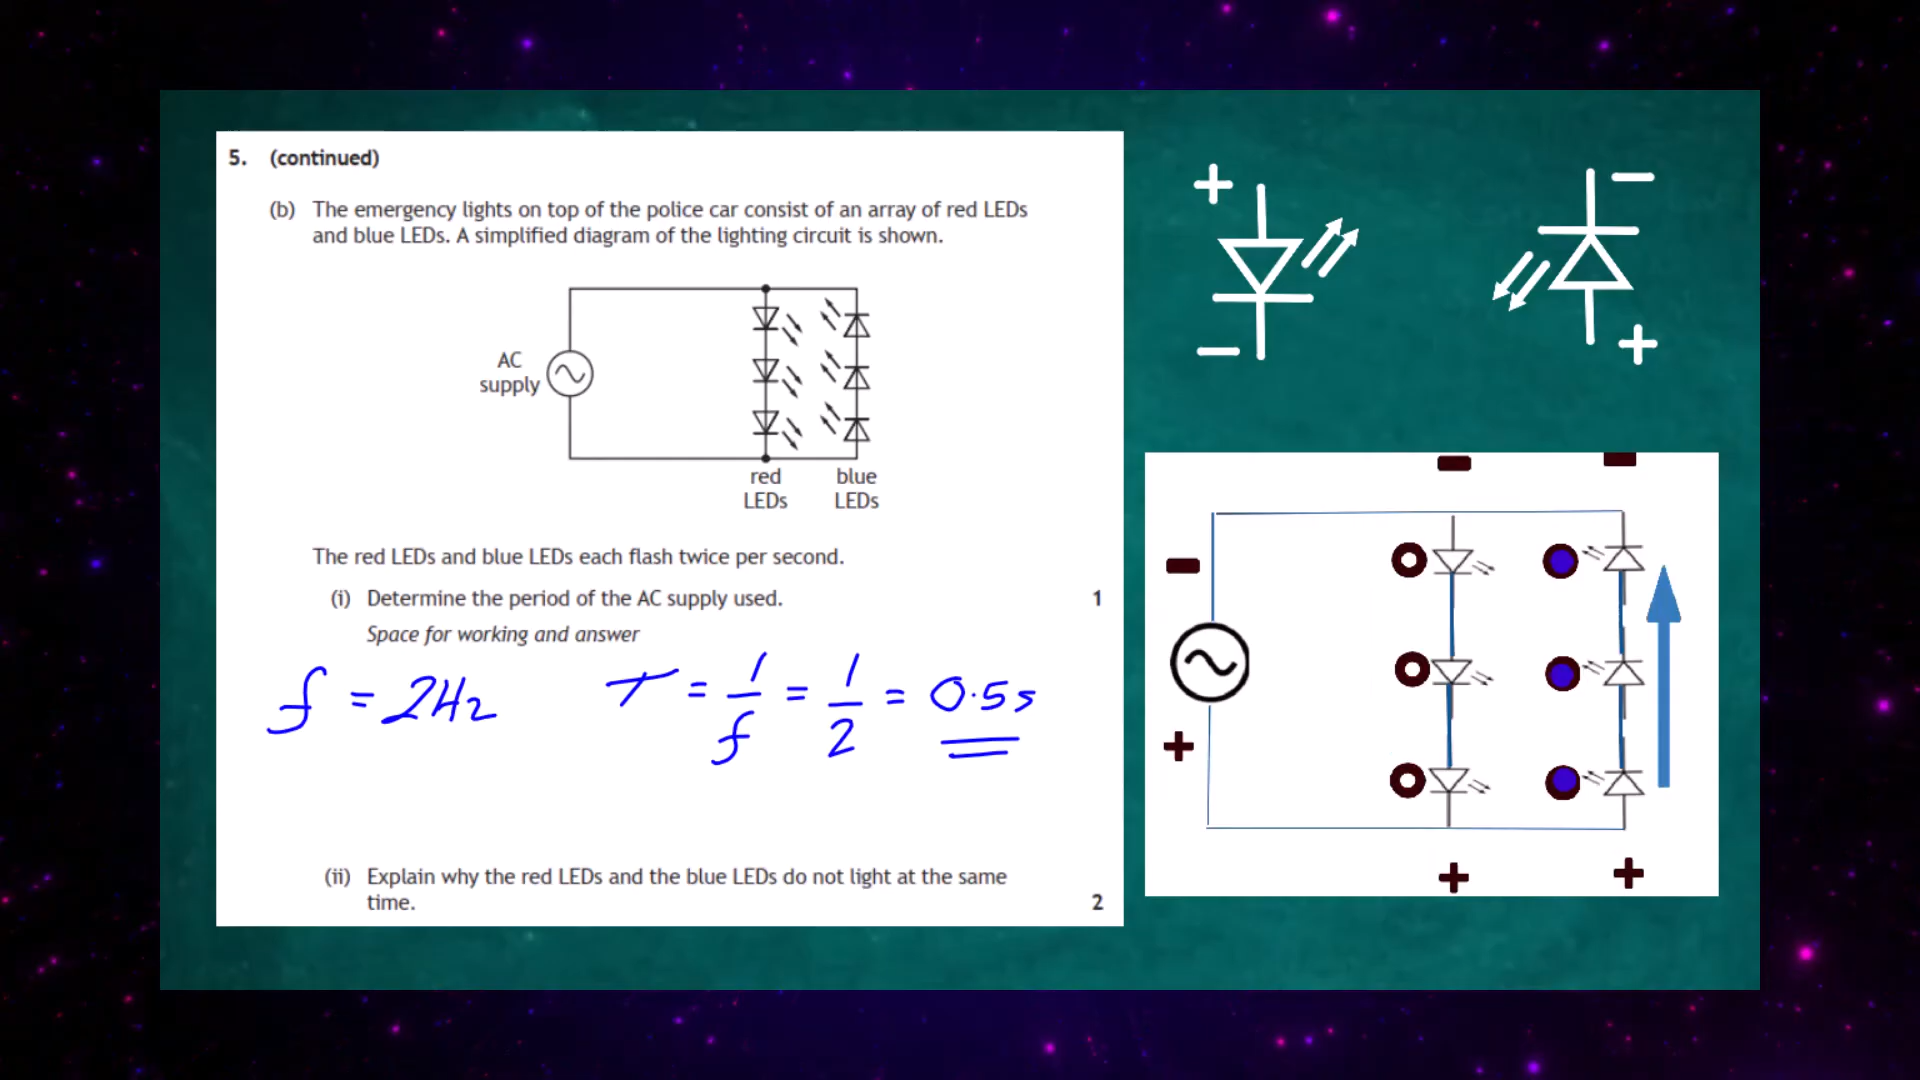 5. (continued)
(b) The emergency lights on top of the police car consist of an array of red LEDs
and blue LEDs. A simplified diagram of the lighting circuit is shown.
AC
supply
red
LEDs
blue
LEDs
The red LEDs and blue LEDs each flash twice per second.
(i) Determine the period of the AC supply used. 1
Space for working and answer
f = 2Hz T = 1/f = 1/2 = 0.5s
(ii) Explain why the red LEDs and the blue LEDs do not light at the same
time. 2
+ −
− +
− −
−
+
+ +